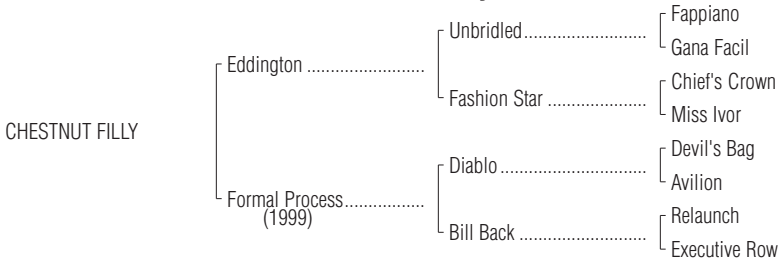 Fappiano
Unbridled........................
Gana Facil
Eddington ........................
Chief's Crown
Fashion Star ....................
Miss Ivor
CHESTNUT FILLY
Devil's Bag
Diablo..............................
Avilion
Formal Process................
(1999)
Relaunch
Bill Back ..........................
Executive Row